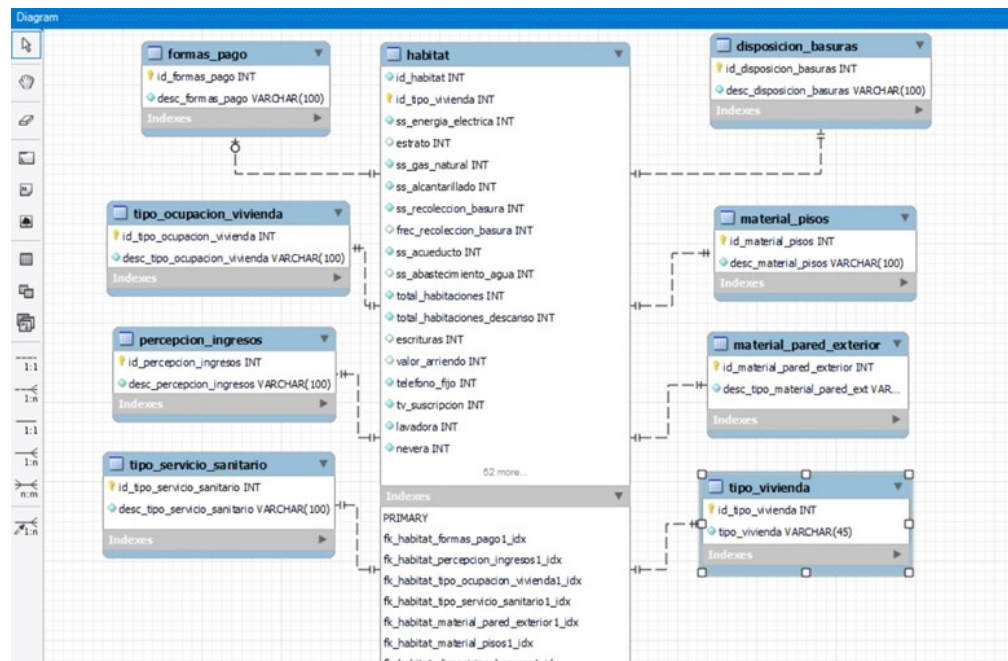 Diagram
formas_pago
id_formas_pago INT
desc_formas_pago VARCHAR(100)
Indexes
habitat
id_habitat INT
id_tipo_vivienda INT
ss_energia_electrica INT
estrato INT
ss_gas_natural INT
ss_alcantarillado INT
ss_recoleccion_basura INT
frec_recoleccion_basura INT
ss_acueducto INT
ss_abastecimiento_agua INT
total_habitaciones INT
total_habitaciones_descanso INT
escrituras INT
valor_arriendo INT
telefono_fijo INT
tv_suscripcion INT
lavadora INT
nevera INT
62 more...
Indexes
PRIMARY
fk_habitat_formas_pago1_idx
fk_habitat_percepcion_ingresos1_idx
fk_habitat_tipo_ocupacion_vivienda1_idx
fk_habitat_tipo_servicio_sanitario1_idx
fk_habitat_material_pared_exterior1_idx
fk_habitat_material_pisos1_idx
disposicion_basuras
id_disposicion_basuras INT
desc_disposicion_basuras VARCHAR(100)
Indexes
tipo_ocupacion_vivienda
id_tipo_ocupacion_vivienda INT
desc_tipo_ocupacion_vivienda VARCHAR(100)
Indexes
material_pisos
id_material_pisos INT
desc_material_pisos VARCHAR(100)
Indexes
percepcion_ingresos
id_percepcion_ingresos INT
desc_percepcion_ingresos VARCHAR(100)
Indexes
material_pared_exterior
id_material_pared_exterior INT
desc_tipo_material_pared_ext VAR...
Indexes
tipo_servicio_sanitario
id_tipo_servicio_sanitario INT
desc_tipo_servicio_sanitario VARCHAR(100)
Indexes
tipo_vivienda
id_tipo_vivienda INT
tipo_vivienda VARCHAR(45)
Indexes
1:1
1:n
1:1
1:n
n:m
1:n